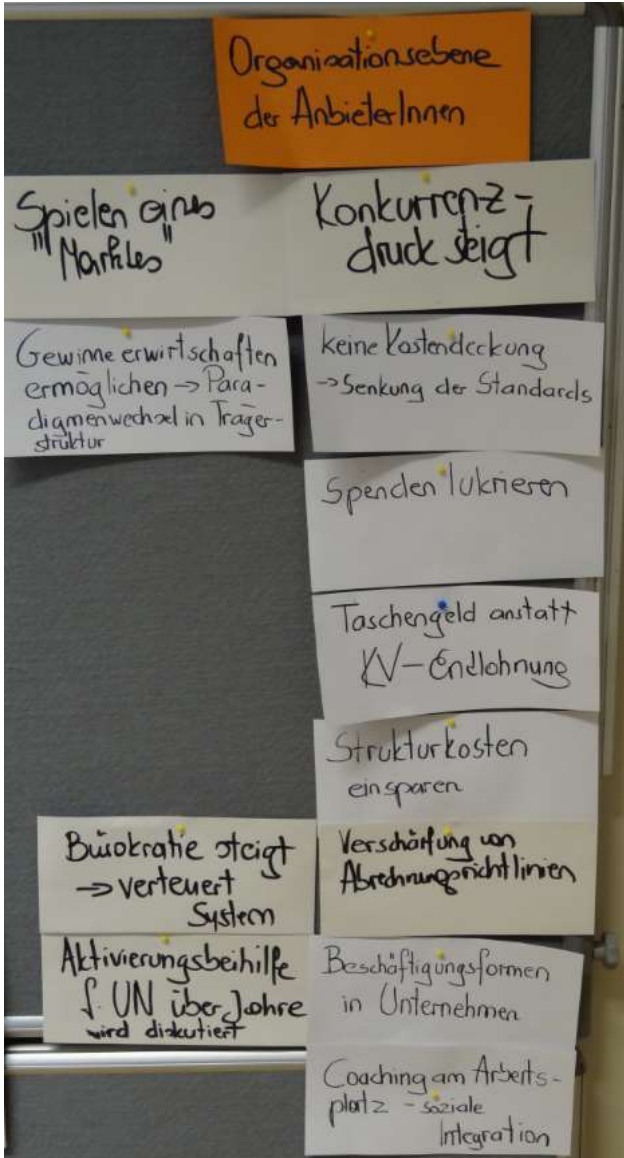 Organisationsebene
der AnbieterInnen
Spielen eines
"Marktes"
Konkurrenz-
druck steigt
Gewinne erwirtschaften
ermöglichen → Para-
digmenwechsel in Träger-
struktur
keine Kostendeckung
→ Senkung der Standards
Spenden lukrieren
Taschengeld anstatt
KV-Endlohnung
Strukturkosten
einsparen
Bürokratie steigt
→ verteuert
System
Verschärfung von
Abrechnungsrichtlinien
Aktivierungsbeihilfe
f. UN über Jahre
wird diskutiert
Beschäftigungsformen
in Unternehmen
Coaching am Arbeits-
platz - soziale
Integration